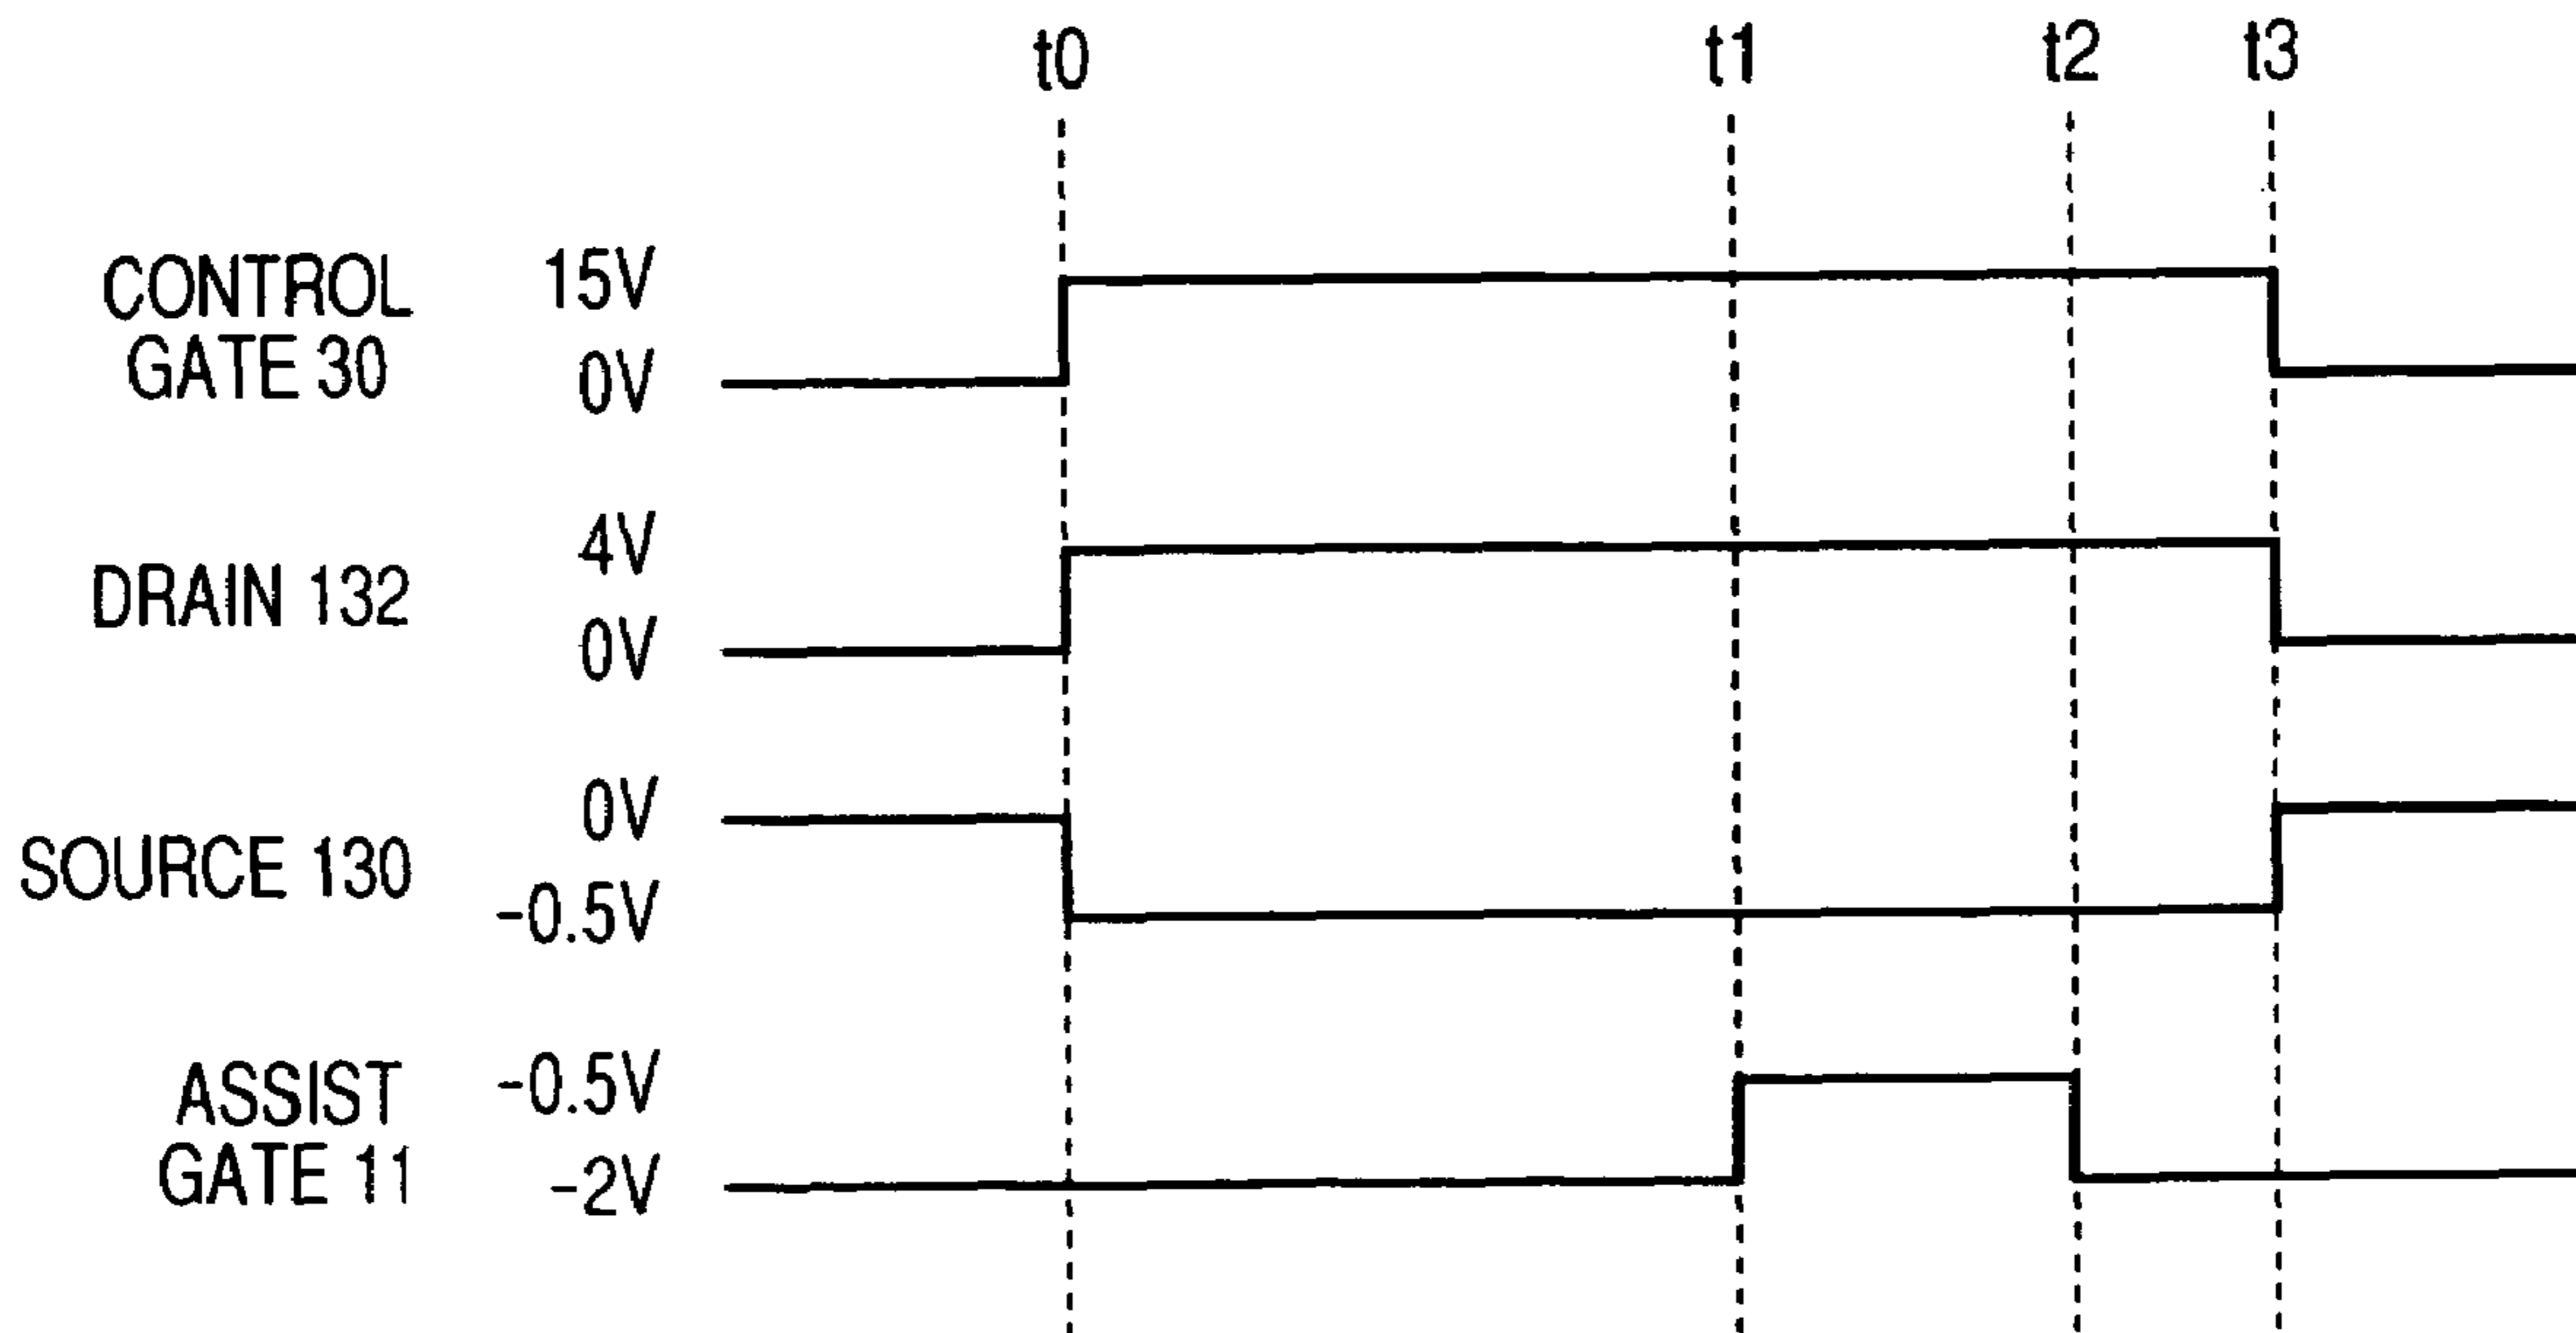 t0 t1 t2 t3
CONTROL GATE 30
15V
0V
DRAIN 132
4V
0V
SOURCE 130
0V
-0.5V
ASSIST GATE 11
-0.5V
-2V